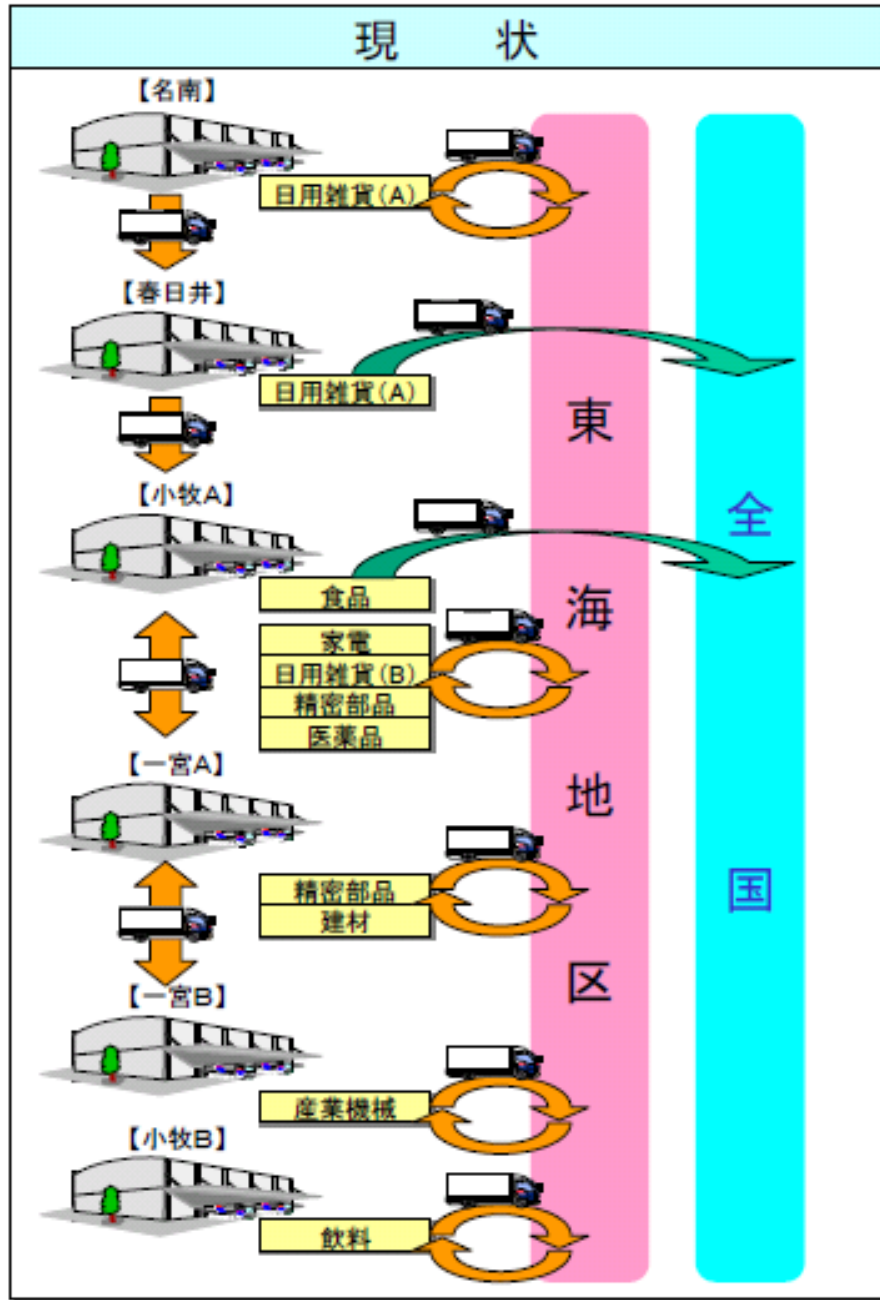 現 状
【名南】
日用雑貨(A)
【春日井】
日用雑貨(A)
【小牧A】
食品
家電
日用雑貨(B)
精密部品
医薬品
【一宮A】
精密部品
建材
【一宮B】
産業機械
【小牧B】
飲料
東海地区
全国